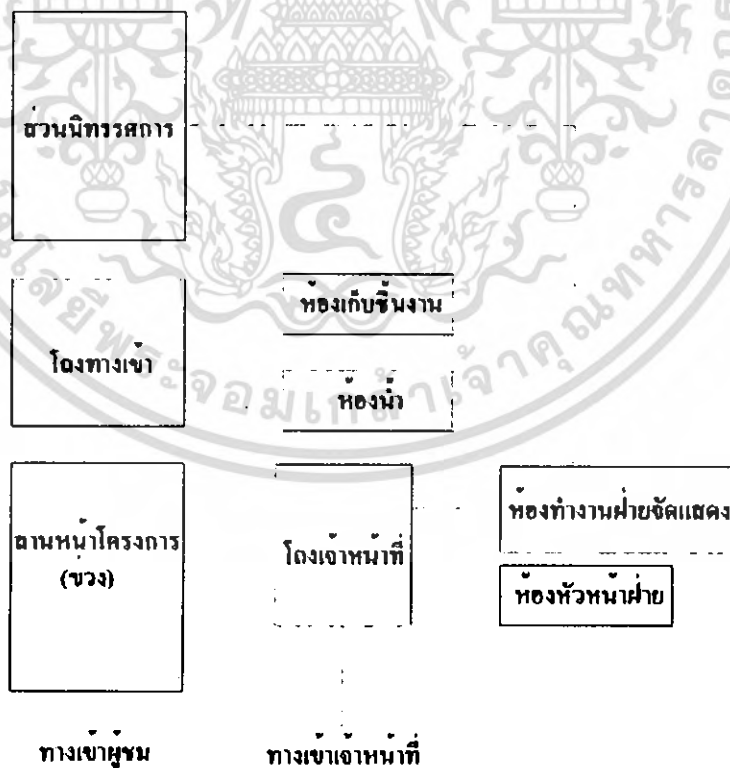 ส่วนนิทรรศการ
ห้องเก็บชิ้นงาน
โถงทางเข้า
ห้องน้ำ
ลานหน้าโครงการ
(ข่วง)
โถงเจ้าหน้าที่
ห้องทำงานฝ่ายจัดแสดง
ห้องหัวหน้าฝ่าย
ทางเข้าผู้ชม
ทางเข้าเจ้าหน้าที่